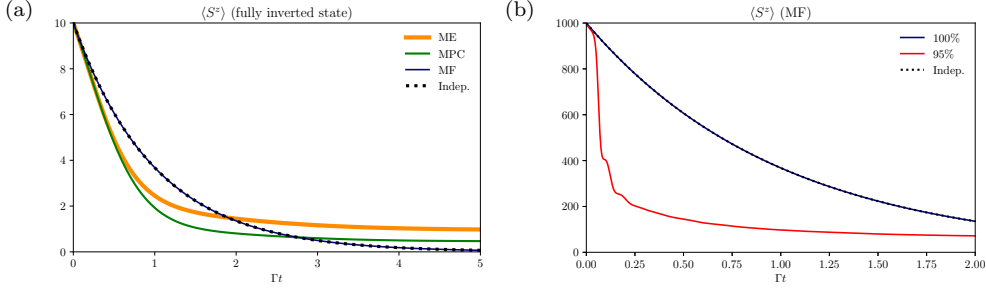 (a)
⟨S^z⟩ (fully inverted state)
10
8
6
4
2
0
0 1 2 3 4 5
Γt
ME
MPC
MF
Indep.
(b)
⟨S^z⟩ (MF)
1000
800
600
400
200
0
0.00 0.25 0.50 0.75 1.00 1.25 1.50 1.75 2.00
Γt
100%
95%
Indep.